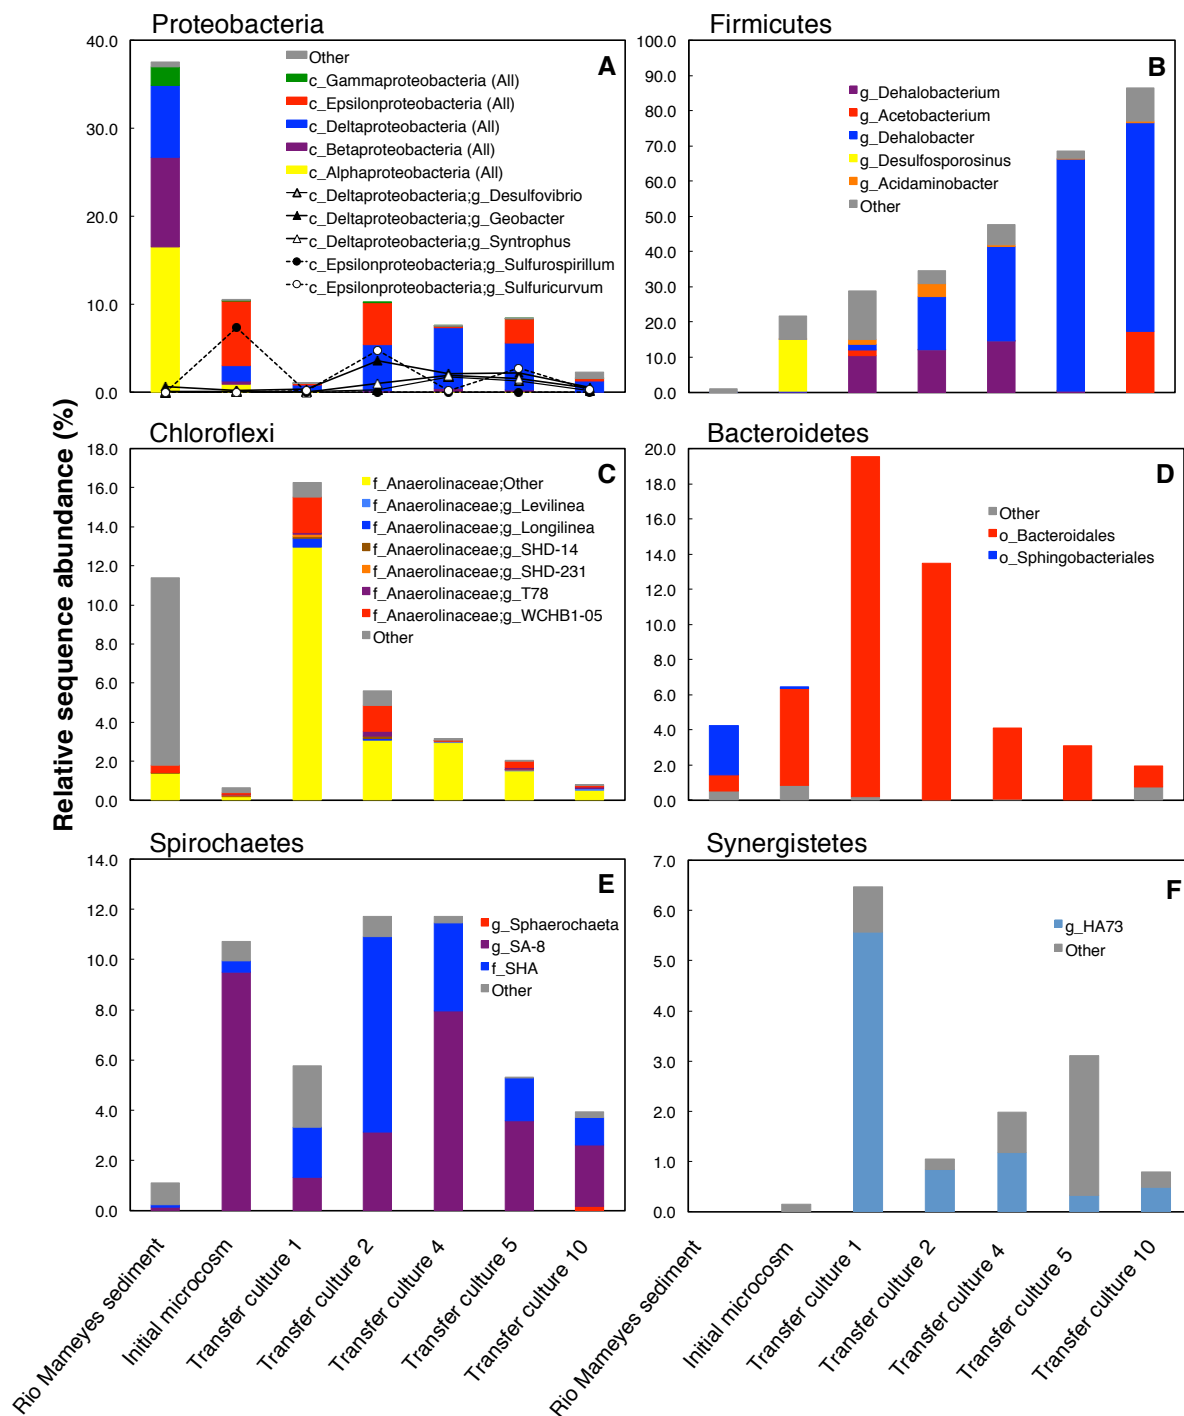 Proteobacteria
40.0
30.0
20.0
10.0
0.0
A
Other
c_Gammaproteobacteria (All)
c_Epsilonproteobacteria (All)
c_Deltaproteobacteria (All)
c_Betaproteobacteria (All)
c_Alphaproteobacteria (All)
c_Deltaproteobacteria;g_Desulfovibrio
c_Deltaproteobacteria;g_Geobacter
c_Deltaproteobacteria;g_Syntrophus
c_Epsilonproteobacteria;g_Sulfurospirillum
c_Epsilonproteobacteria;g_Sulfuricurvum
Firmicutes
100.0
90.0
80.0
70.0
60.0
50.0
40.0
30.0
20.0
10.0
0.0
B
g_Dehalobacterium
g_Acetobacterium
g_Dehalobacter
g_Desulfosporosinus
g_Acidaminobacter
Other
Relative sequence abundance (%)
Chloroflexi
18.0
16.0
14.0
12.0
10.0
8.0
6.0
4.0
2.0
0.0
C
f_Anaerolinaceae;Other
f_Anaerolinaceae;g_Levilinea
f_Anaerolinaceae;g_Longilinea
f_Anaerolinaceae;g_SHD-14
f_Anaerolinaceae;g_SHD-231
f_Anaerolinaceae;g_T78
f_Anaerolinaceae;g_WCHB1-05
Other
Bacteroidetes
20.0
18.0
16.0
14.0
12.0
10.0
8.0
6.0
4.0
2.0
0.0
D
Other
o_Bacteroidales
o_Sphingobacteriales
Spirochaetes
14.0
12.0
10.0
8.0
6.0
4.0
2.0
0.0
E
g_Sphaerochaeta
g_SA-8
f_SHA
Other
Synergistetes
7.0
6.0
5.0
4.0
3.0
2.0
1.0
0.0
F
g_HA73
Other
Rio Mameyes sediment
Initial microcosm
Transfer culture 1
Transfer culture 2
Transfer culture 4
Transfer culture 5
Transfer culture 10
Rio Mameyes sediment
Initial microcosm
Transfer culture 1
Transfer culture 2
Transfer culture 4
Transfer culture 5
Transfer culture 10